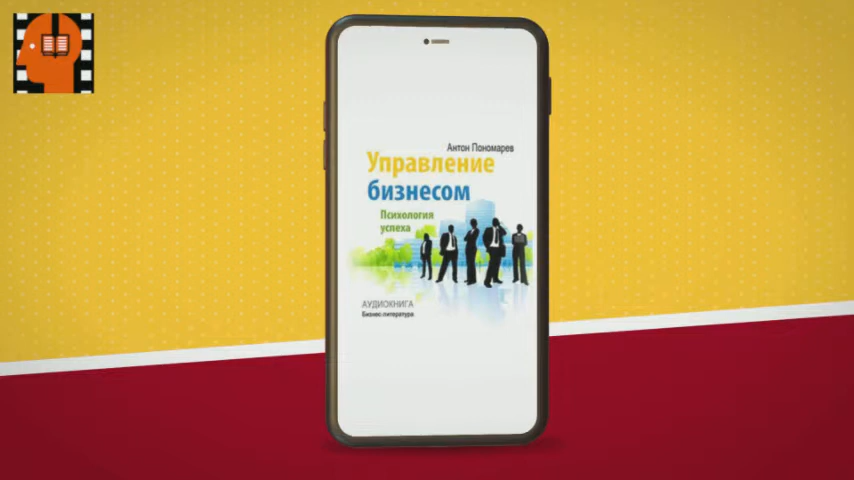 Антон Пономарев
Управление
бизнесом
Психология
успеха
АУДИОКНИГА
Бизнес-литература